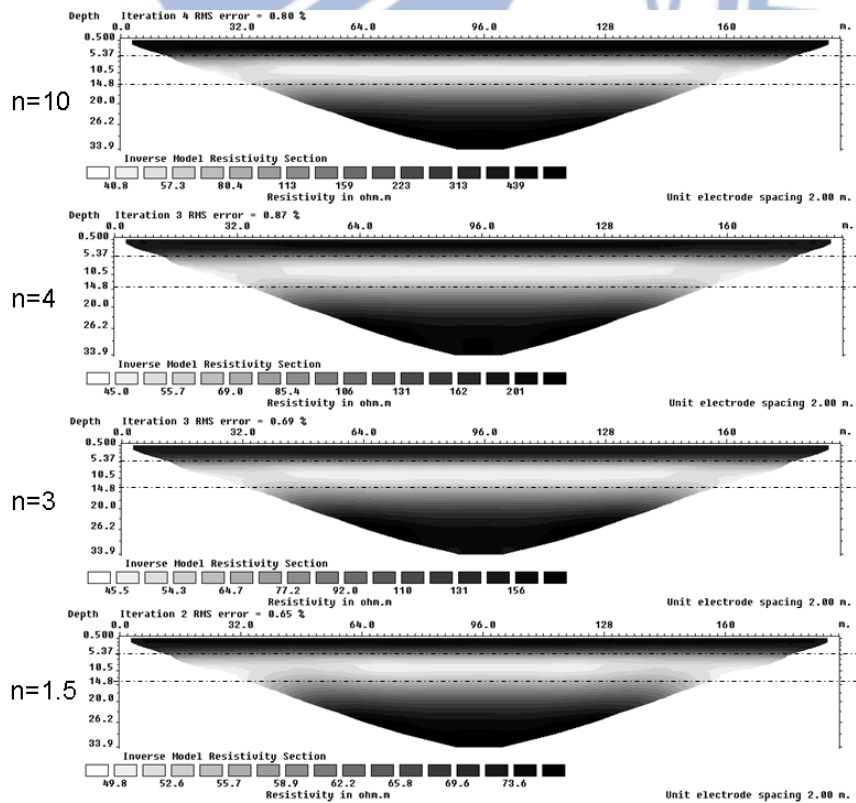 Depth Iteration 4 RMS error = 0.80 %
0.0 32.0 64.0 96.0 128 160 m.
0.500
5.37
10.5
14.8
20.0
26.2
33.9
n=10
Inverse Model Resistivity Section
40.8 57.3 80.4 113 159 223 313 439
Resistivity in ohm.m
Unit electrode spacing 2.00 m.
Depth Iteration 3 RMS error = 0.87 %
0.0 32.0 64.0 96.0 128 160 m.
0.500
5.37
10.5
14.8
20.0
26.2
33.9
n=4
Inverse Model Resistivity Section
45.0 55.7 69.0 85.4 106 131 162 201
Resistivity in ohm.m
Unit electrode spacing 2.00 m.
Depth Iteration 3 RMS error = 0.69 %
0.0 32.0 64.0 96.0 128 160 m.
0.500
5.37
10.5
14.8
20.0
26.2
33.9
n=3
Inverse Model Resistivity Section
45.5 54.3 64.7 77.2 92.0 110 131 156
Resistivity in ohm.m
Unit electrode spacing 2.00 m.
Depth Iteration 2 RMS error = 0.65 %
0.0 32.0 64.0 96.0 128 160 m.
0.500
5.37
10.5
14.8
20.0
26.2
33.9
n=1.5
Inverse Model Resistivity Section
49.8 52.6 55.7 58.9 62.2 65.8 69.6 73.6
Resistivity in ohm.m
Unit electrode spacing 2.00 m.